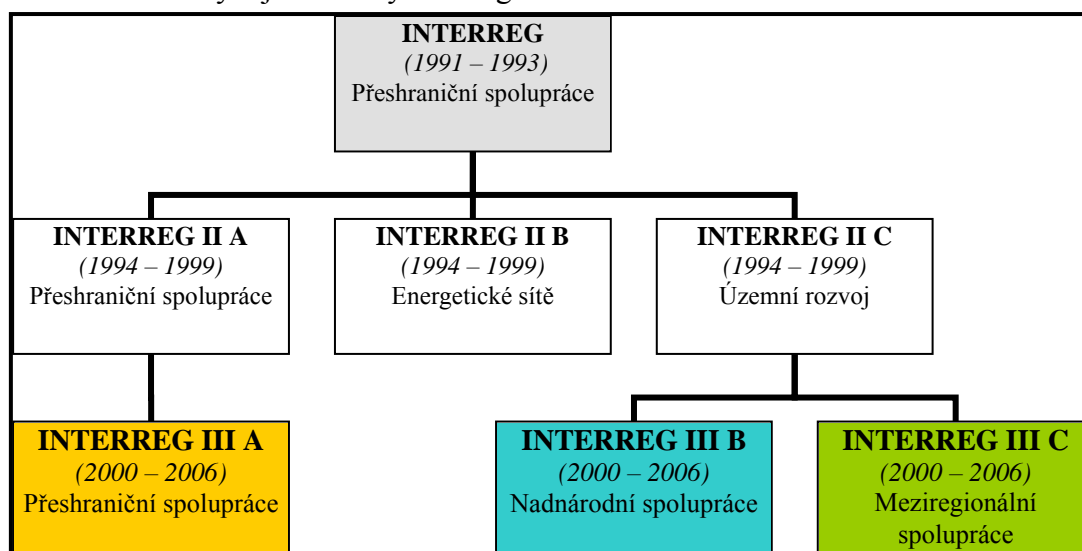 INTERREG
(1991 – 1993)
Přeshraniční spolupráce
INTERREG II A
(1994 – 1999)
Přeshraniční spolupráce
INTERREG II B
(1994 – 1999)
Energetické sítě
INTERREG II C
(1994 – 1999)
Územní rozvoj
INTERREG III A
(2000 – 2006)
Přeshraniční spolupráce
INTERREG III B
(2000 – 2006)
Nadnárodní spolupráce
INTERREG III C
(2000 – 2006)
Meziregionální
spolupráce